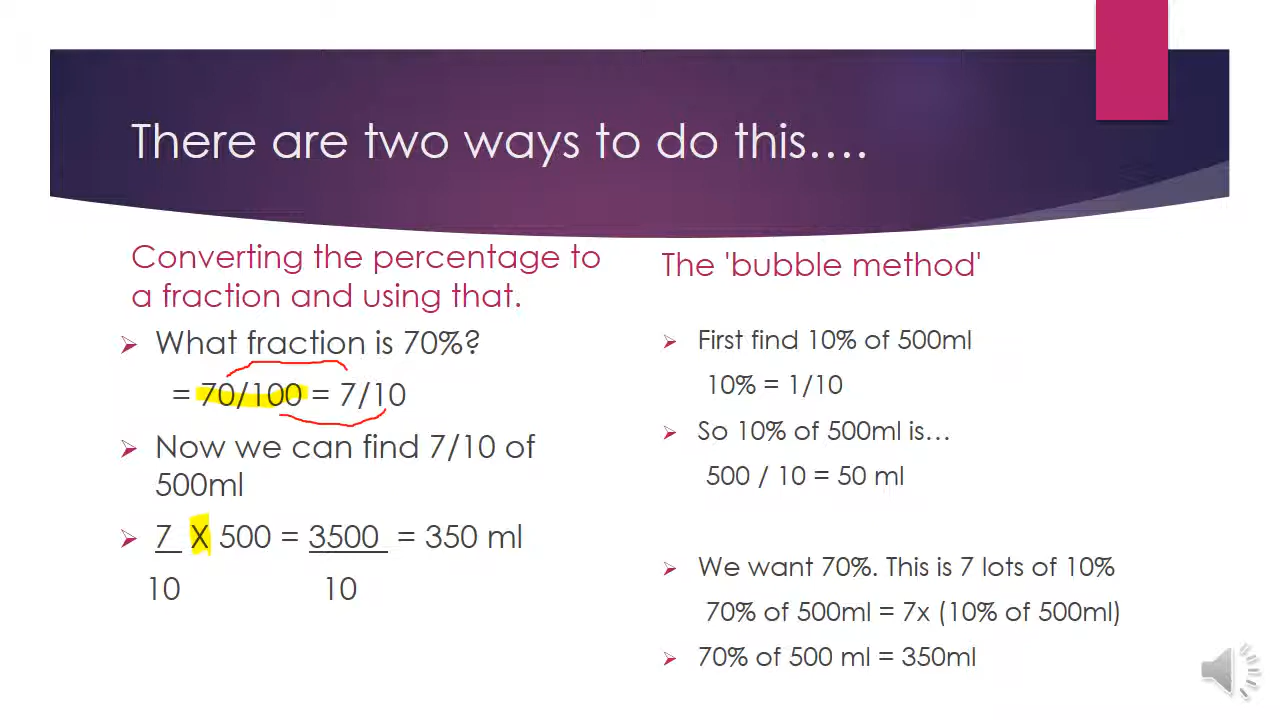 There are two ways to do this....
Converting the percentage to
a fraction and using that.
What fraction is 70%?
= 70/100 = 7/10
Now we can find 7/10 of
500ml
7 X 500 = 3500 = 350 ml
10 10
The 'bubble method'
First find 10% of 500ml
10% = 1/10
So 10% of 500ml is…
500 / 10 = 50 ml
We want 70%. This is 7 lots of 10%
70% of 500ml = 7x (10% of 500ml)
70% of 500 ml = 350ml